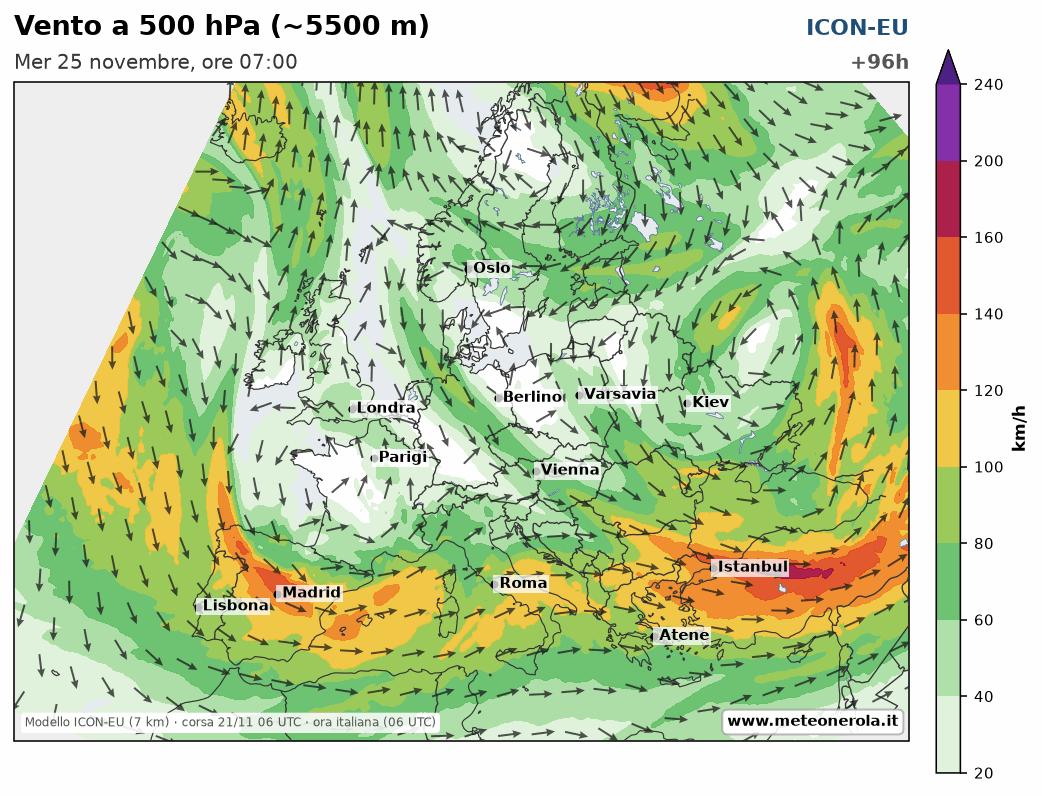 Vento a 500 hPa (~5500 m)
ICON-EU
Mer 25 novembre, ore 07:00
+96h
240
200
160
140
120
100
80
60
40
20
km/h
Oslo
Berlino
Varsavia
Londra
Kiev
Parigi
Vienna
Istanbul
Roma
Madrid
Lisbona
Atene
Modello ICON-EU (7 km) · corsa 21/11 06 UTC · ora italiana (06 UTC)
www.meteonerola.it